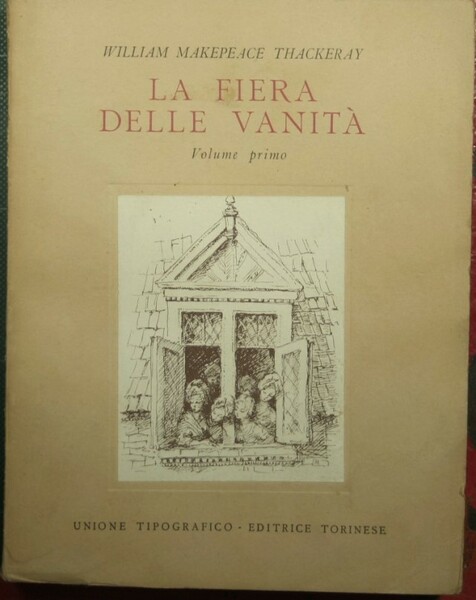 WILLIAM MAKEPEACE THACKERAY
LA FIERA
DELLE VANITÀ
Volume primo
UNIONE TIPOGRAFICO - EDITRICE TORINESE